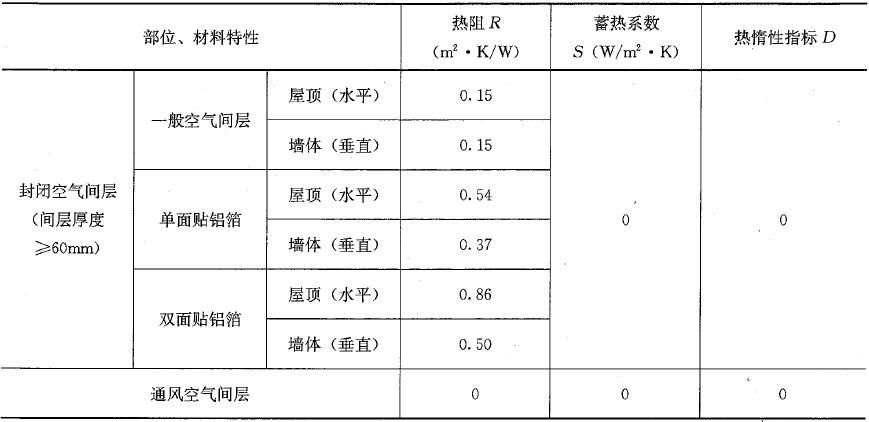 部位、材料特性
热阻 R
(m²·K/W)
蓄热系数
S (W/m²·K)
热惰性指标 D
封闭空气间层
(间层厚度
≥60mm)
一般空气间层
屋顶(水平)
0.15
0
0
墙体(垂直)
0.15
单面贴铝箔
屋顶(水平)
0.54
墙体(垂直)
0.37
双面贴铝箔
屋顶(水平)
0.86
墙体(垂直)
0.50
通风空气间层
0
0
0